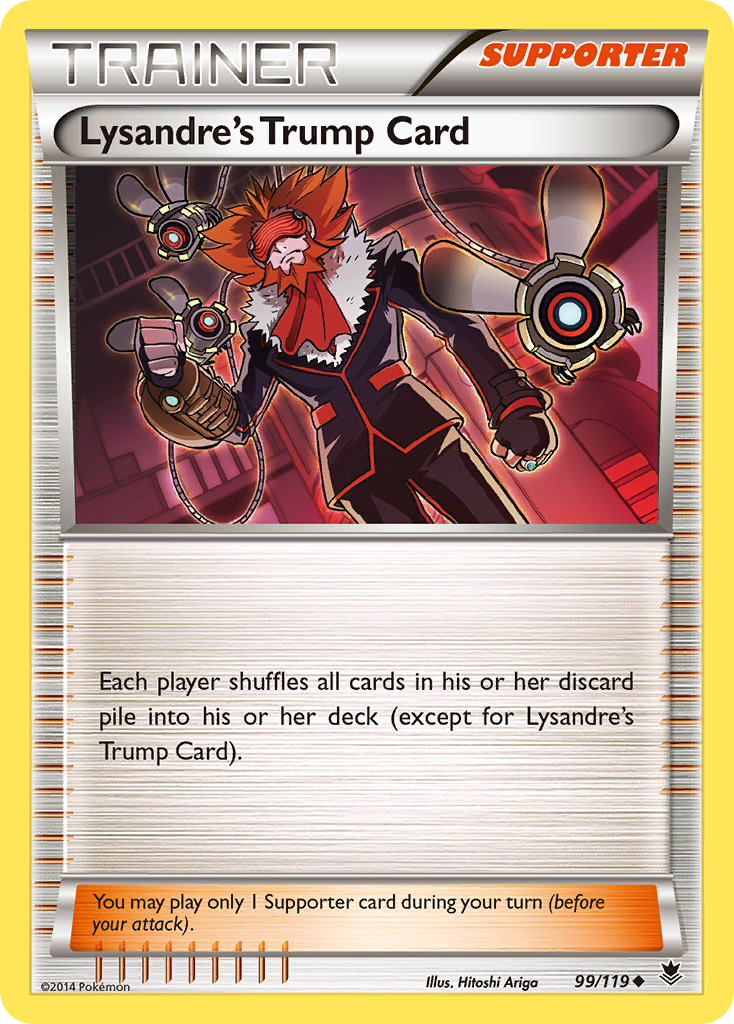 TRAINER
SUPPORTER
Lysandre's Trump Card
Each player shuffles all cards in his or her discard
pile into his or her deck (except for Lysandre's
Trump Card).
You may play only 1 Supporter card during your turn (before
your attack).
©2014 Pokémon
Illus. Hitoshi Ariga
99/119